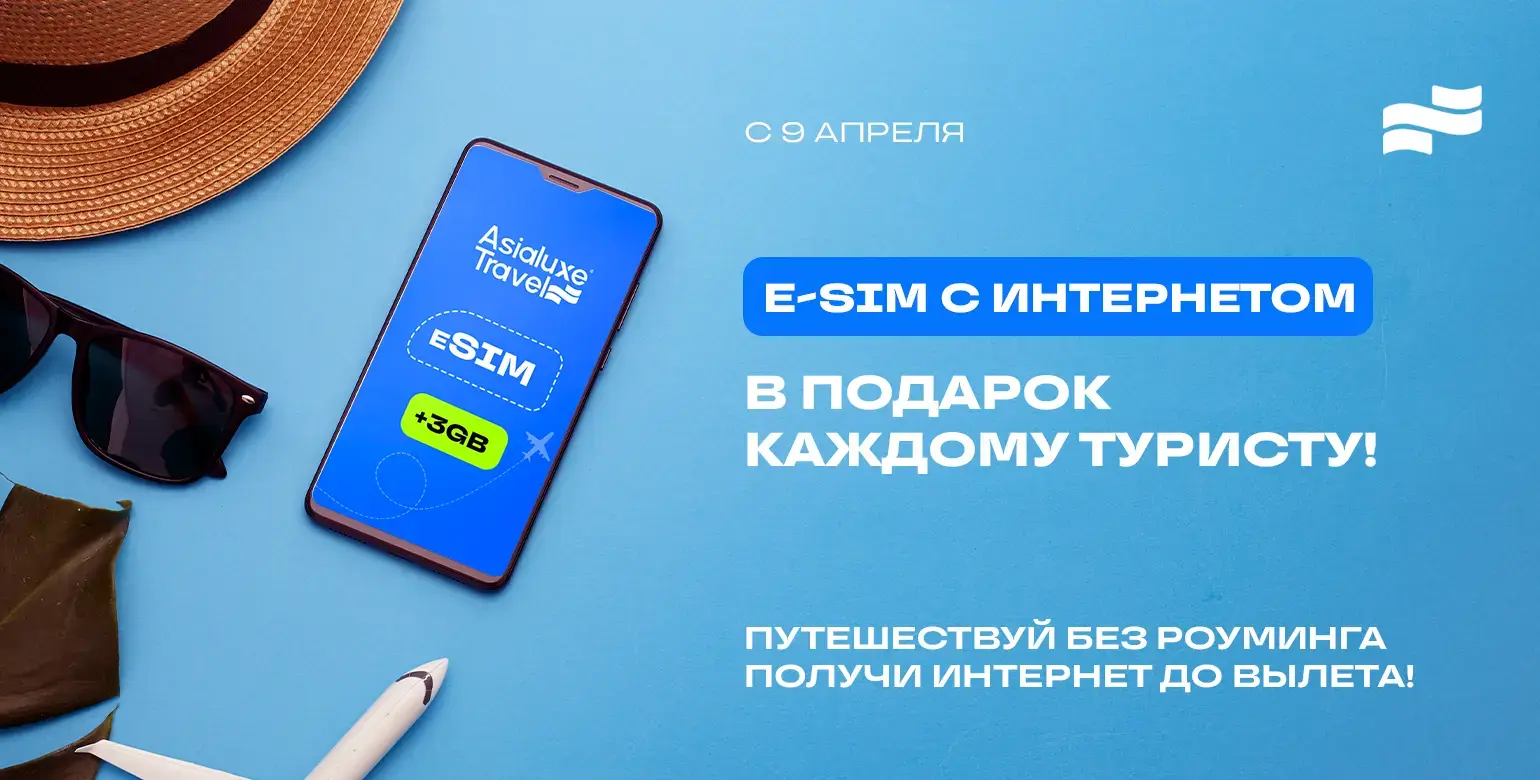 С 9 АПРЕЛЯ
E-SIM С ИНТЕРНЕТОМ
В ПОДАРОК
КАЖДОМУ ТУРИСТУ!
ПУТЕШЕСТВУЙ БЕЗ РОУМИНГА
ПОЛУЧИ ИНТЕРНЕТ ДО ВЫЛЕТА!
Asialuxe
Travel
eSIM
+3GB